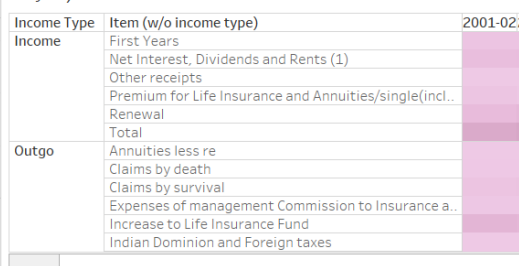 Income Type Item (w/o income type) 2001-02
Income First Years
Net Interest, Dividends and Rents (1)
Other receipts
Premium for Life Insurance and Annuities/single(incl..
Renewal
Total
Outgo Annuities less re
Claims by death
Claims by survival
Expenses of management Commission to Insurance a..
Increase to Life Insurance Fund
Indian Dominion and Foreign taxes